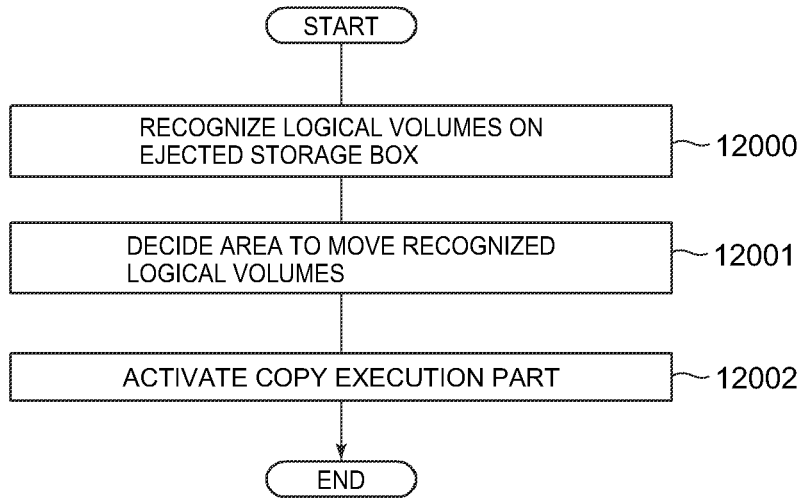 START
RECOGNIZE LOGICAL VOLUMES ON
EJECTED STORAGE BOX
12000
DECIDE AREA TO MOVE RECOGNIZED
LOGICAL VOLUMES
12001
ACTIVATE COPY EXECUTION PART
12002
END